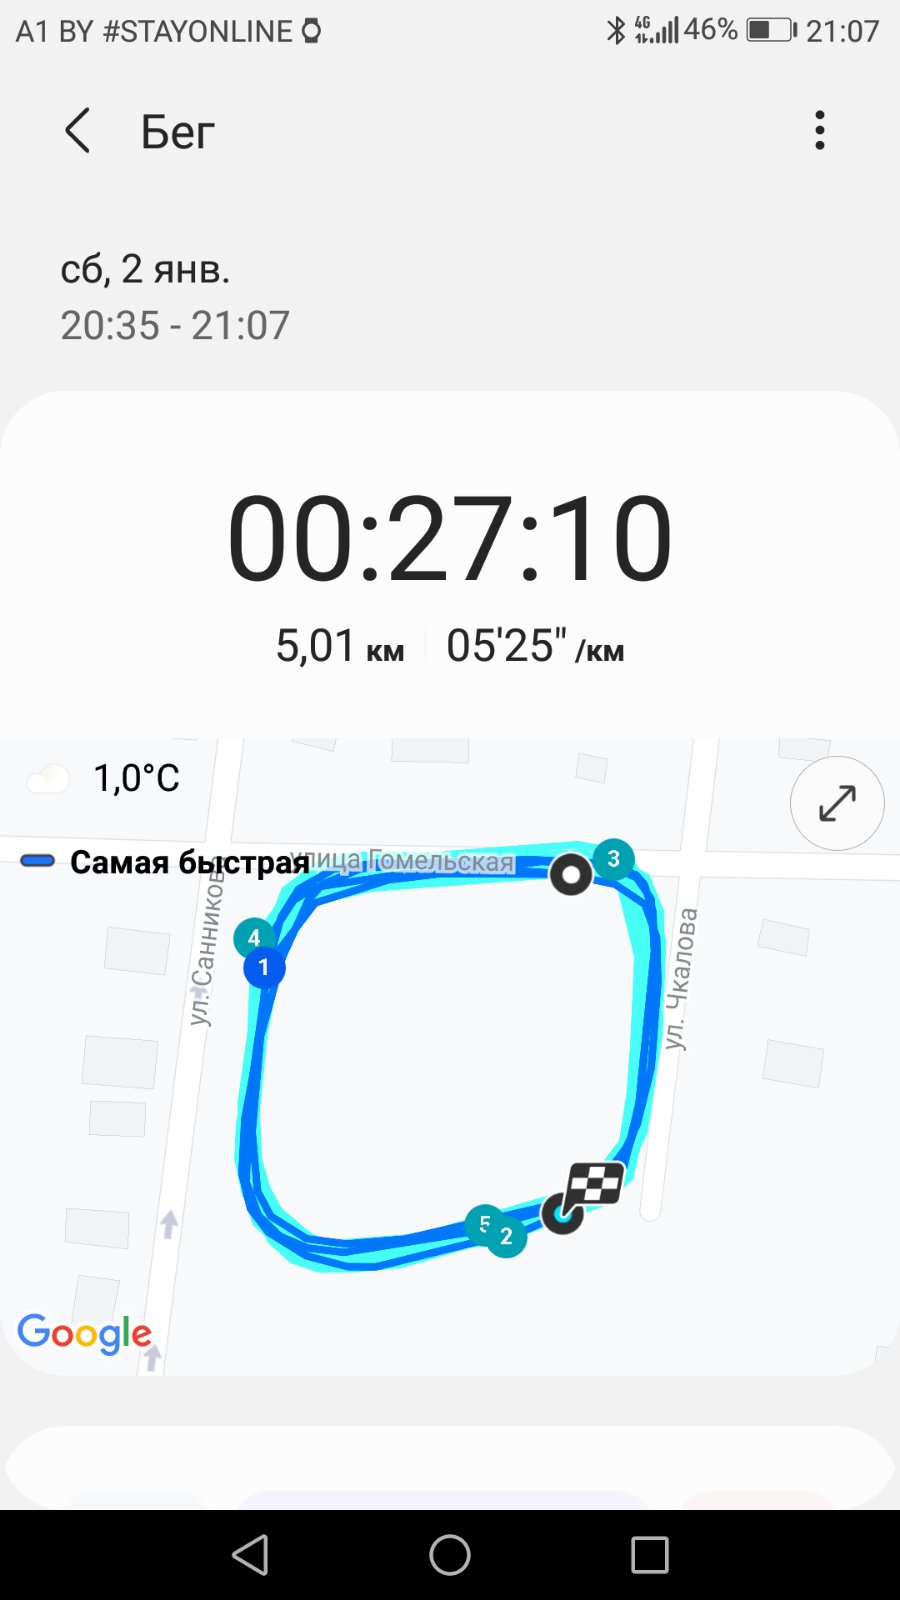 A1 BY #STAYONLINE 4G 46% 21:07
Бег
сб, 2 янв.
20:35 - 21:07
00:27:10
5,01 км 05'25" /км
1,0°C
Самая быстрая
улица Гомельская
3
4
1
ул. Санникова
ул. Чкалова
5
2
Google